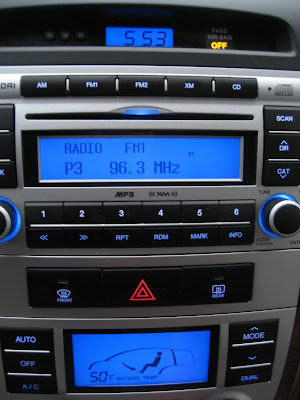 5:53
PASS
AIR BAG
OFF
AM FM1 FM2 XM CD
SCAN
RADIO FM1
ST
P3 96.3 MHz
DIR
CAT
MP3 XM
TUNE
1 2 3 4 5 6
<< >> RPT RDM MARK INFO
AUDIO
FRONT
REAR
AUTO
OFF
A/C
50°F OUTSIDE TEMP
MODE
DUAL